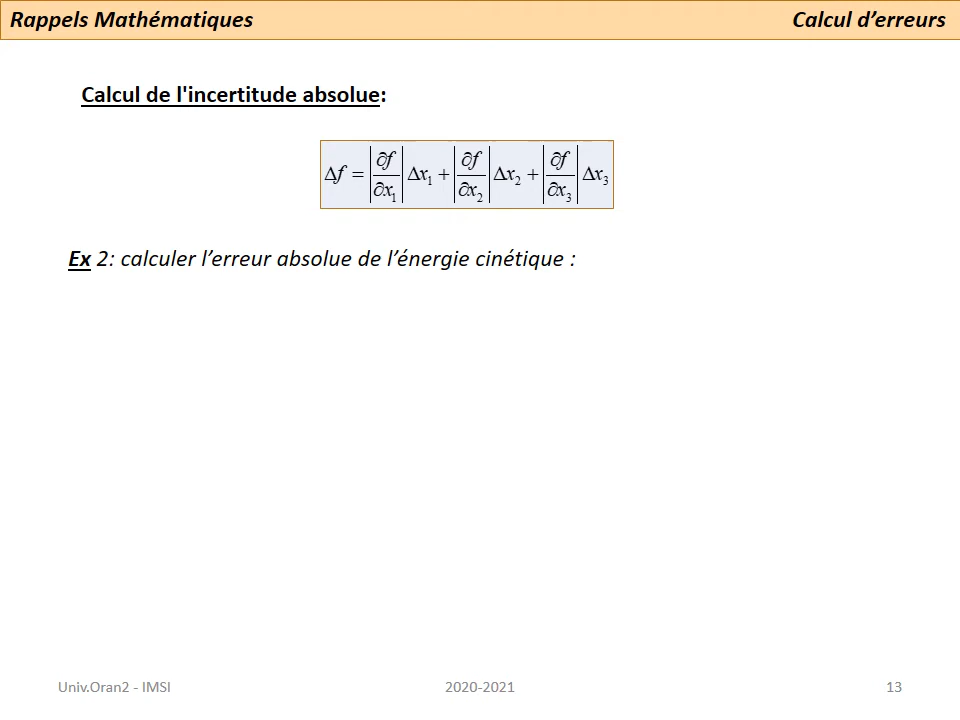 Rappels Mathématiques
Calcul d’erreurs
Calcul de l'incertitude absolue:
Δf = |∂f/∂x₁| Δx₁ + |∂f/∂x₂| Δx₂ + |∂f/∂x₃| Δx₃
Ex 2: calculer l’erreur absolue de l’énergie cinétique :
Univ.Oran2 - IMSI
2020-2021
13